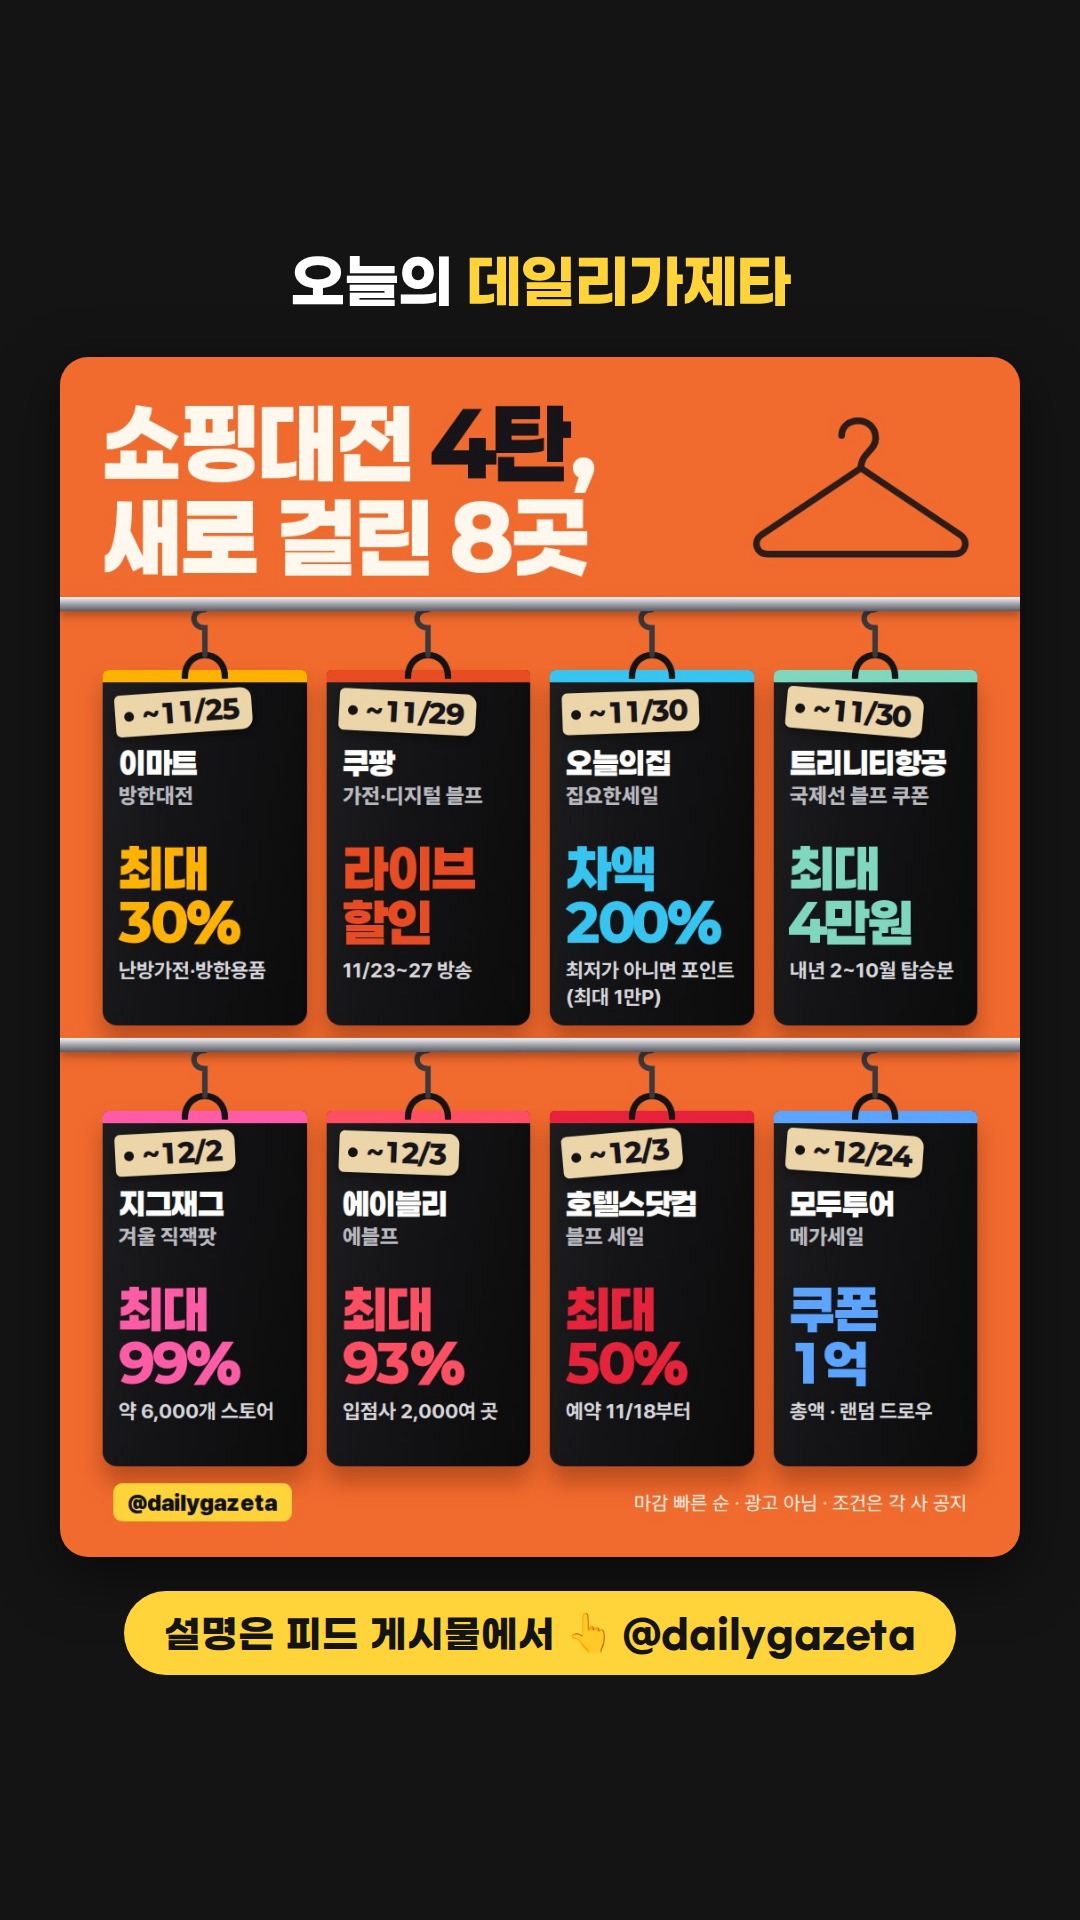 오늘의 데일리가제타
쇼핑대전 4탄,
새로 걸린 8곳
~11/25
이마트
방한대전
최대
30%
난방가전·방한용품
~11/29
쿠팡
가전·디지털 블프
라이브
할인
11/23~27 방송
~11/30
오늘의집
집요한세일
차액
200%
최저가 아니면 포인트
(최대 1만P)
~11/30
트리니티항공
국제선 블프 쿠폰
최대
4만원
내년 2~10월 탑승분
~12/2
지그재그
겨울 직잭팟
최대
99%
약 6,000개 스토어
~12/3
에이블리
에블프
최대
93%
입점사 2,000여 곳
~12/3
호텔스닷컴
블프 세일
최대
50%
예약 11/18부터
~12/24
모두투어
메가세일
쿠폰
1억
총액 · 랜덤 드로우
@dailygazeta
마감 빠른 순 · 광고 아님 · 조건은 각 사 공지
설명은 피드 게시물에서 👆 @dailygazeta